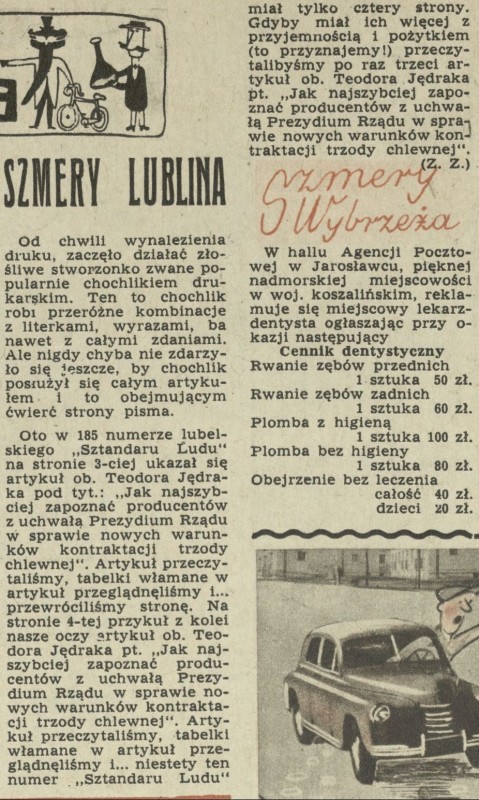 SZMERY LUBLINA
Od chwili wynalezienia
druku, zaczęło działać zło-
śliwe stworzonko zwane po-
pularnie chochlikiem dru-
karskim. Ten to chochlik
robi przeróżne kombinacje
z literkami, wyrazami, ba
nawet z całymi zdaniami.
Ale nigdy chyba nie zdarzy-
ło się jeszcze, by chochlik
posłużył się całym artyku-
łem i to obejmującym
ćwierć strony pisma.
Oto w 185 numerze lubel-
skiego „Sztandaru Ludu“
na stronie 3-ciej ukazał się
artykuł ob. Teodora Jędra-
ka pod tyt.: „Jak najszyb-
ciej zapoznać producentów
z uchwałą Prezydium Rządu
w sprawie nowych warun-
ków kontraktacji trzody
chlewnej“. Artykuł przeczy-
taliśmy, tabelki włamane w
artykuł przeglądnęliśmy i...
przewróciliśmy stronę. Na
stronie 4-tej przykuł z kolei
nasze oczy artykuł ob. Teo-
dora Jędraka pt. „Jak naj-
szybciej zapoznać produ-
centów z uchwałą Prezy-
dium Rządu w sprawie no-
wych warunków kontrakta-
cji trzody chlewnej“. Arty-
kuł przeczytaliśmy, tabelki
włamane w artykuł prze-
glądnęliśmy i... niestety ten
numer „Sztandaru Ludu“
miał tylko cztery strony.
Gdyby miał ich więcej z
przyjemnością i pożytkiem
(to przyznajemy!) przeczy-
talibyśmy po raz trzeci ar-
tykuł ob. Teodora Jędraka
pt. „Jak najszybciej zapo-
znać producentów z uchwa-
łą Prezydium Rządu w spra-
wie nowych warunków kon-
traktacji trzody chlewnej“.
(Z. Z.)
Szmery
Wybrzeża
W hallu Agencji Poczto-
wej w Jarosławcu, pięknej
nadmorskiej miejscowości
w woj. koszalińskim, rekla-
muje się miejscowy lekarz-
dentysta ogłaszając przy o-
kazji następujący
Cennik dentystyczny
Rwanie zębów przednich
1 sztuka 50 zł.
Rwanie zębów zadnich
1 sztuka 60 zł.
Plomba z higieną
1 sztuka 100 zł.
Plomba bez higieny
1 sztuka 80 zł.
Obejrzenie bez leczenia
całość 40 zł.
dzieci 20 zł.